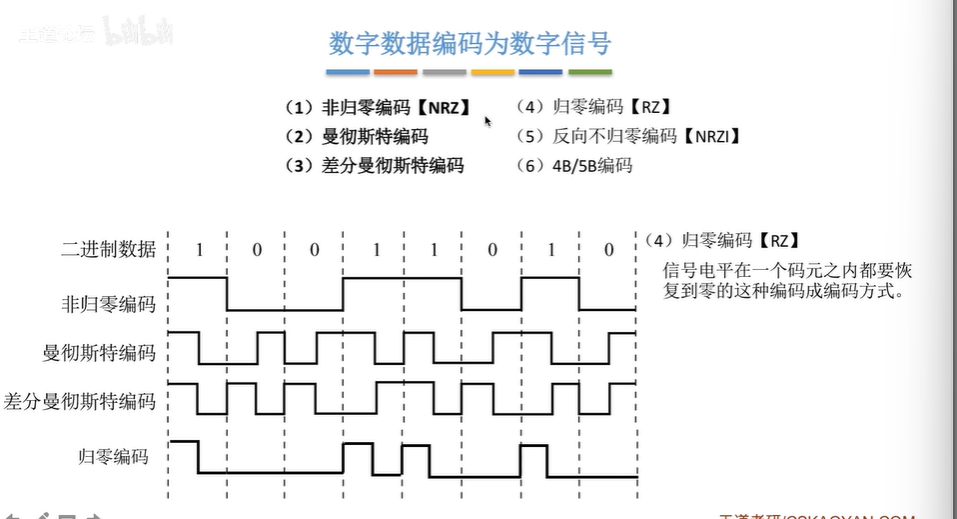 数字数据编码为数字信号
（1）非归零编码【NRZ】
（2）曼彻斯特编码
（3）差分曼彻斯特编码
（4）归零编码【RZ】
（5）反向不归零编码【NRZI】
（6）4B/5B编码
二进制数据 1 0 0 1 1 0 1 0
非归零编码
曼彻斯特编码
差分曼彻斯特编码
归零编码
（4）归零编码【RZ】
信号电平在一个码元之内都要恢
复到零的这种编码成编码方式。
王道考研/CSKAOYAN.COM